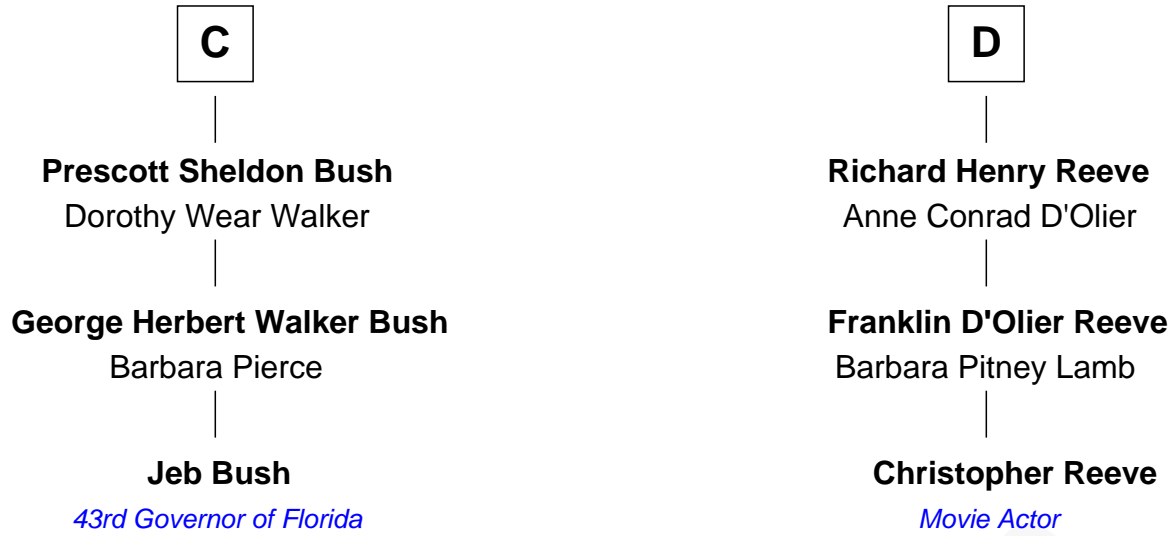 C
Prescott Sheldon Bush
Dorothy Wear Walker
George Herbert Walker Bush
Barbara Pierce
Jeb Bush
43rd Governor of Florida
D
Richard Henry Reeve
Anne Conrad D'Olier
Franklin D'Olier Reeve
Barbara Pitney Lamb
Christopher Reeve
Movie Actor